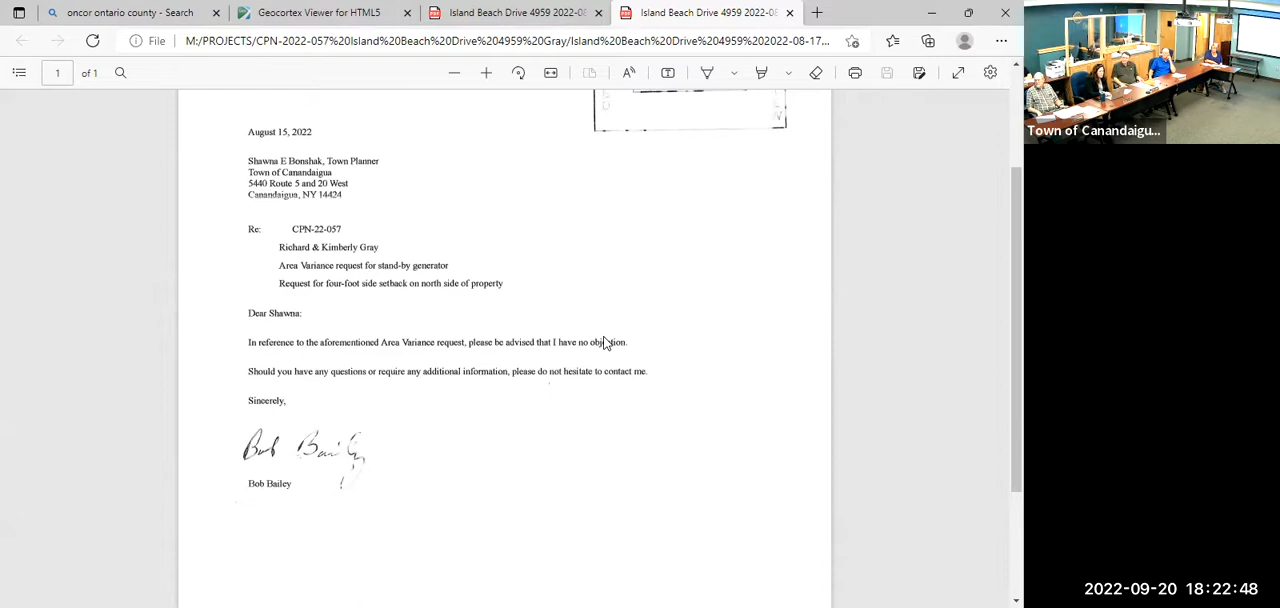 oncor ontario county - Search
Geocortex Viewer for HTML5
Island Beach Drive 4959 2022-08
Island Beach Drive 4959 2022-08
File
M:/PROJECTS/CPN-2022-057%20Island%20Beach%20Drive%204959%20Gray/Island%20Beach%20Drive%204959%202022-08-17...
1 of 1
August 15, 2022
Shawna E Bonshak, Town Planner
Town of Canandaigua
5440 Route 5 and 20 West
Canandaigua, NY 14424
Re: CPN-22-057
Richard & Kimberly Gray
Area Variance request for stand-by generator
Request for four-foot side setback on north side of property
Dear Shawna:
In reference to the aforementioned Area Variance request, please be advised that I have no objection.
Should you have any questions or require any additional information, please do not hesitate to contact me.
Sincerely,
Bob Bailey
Bob Bailey
Town of Canandaigu...
2022-09-20 18:22:48